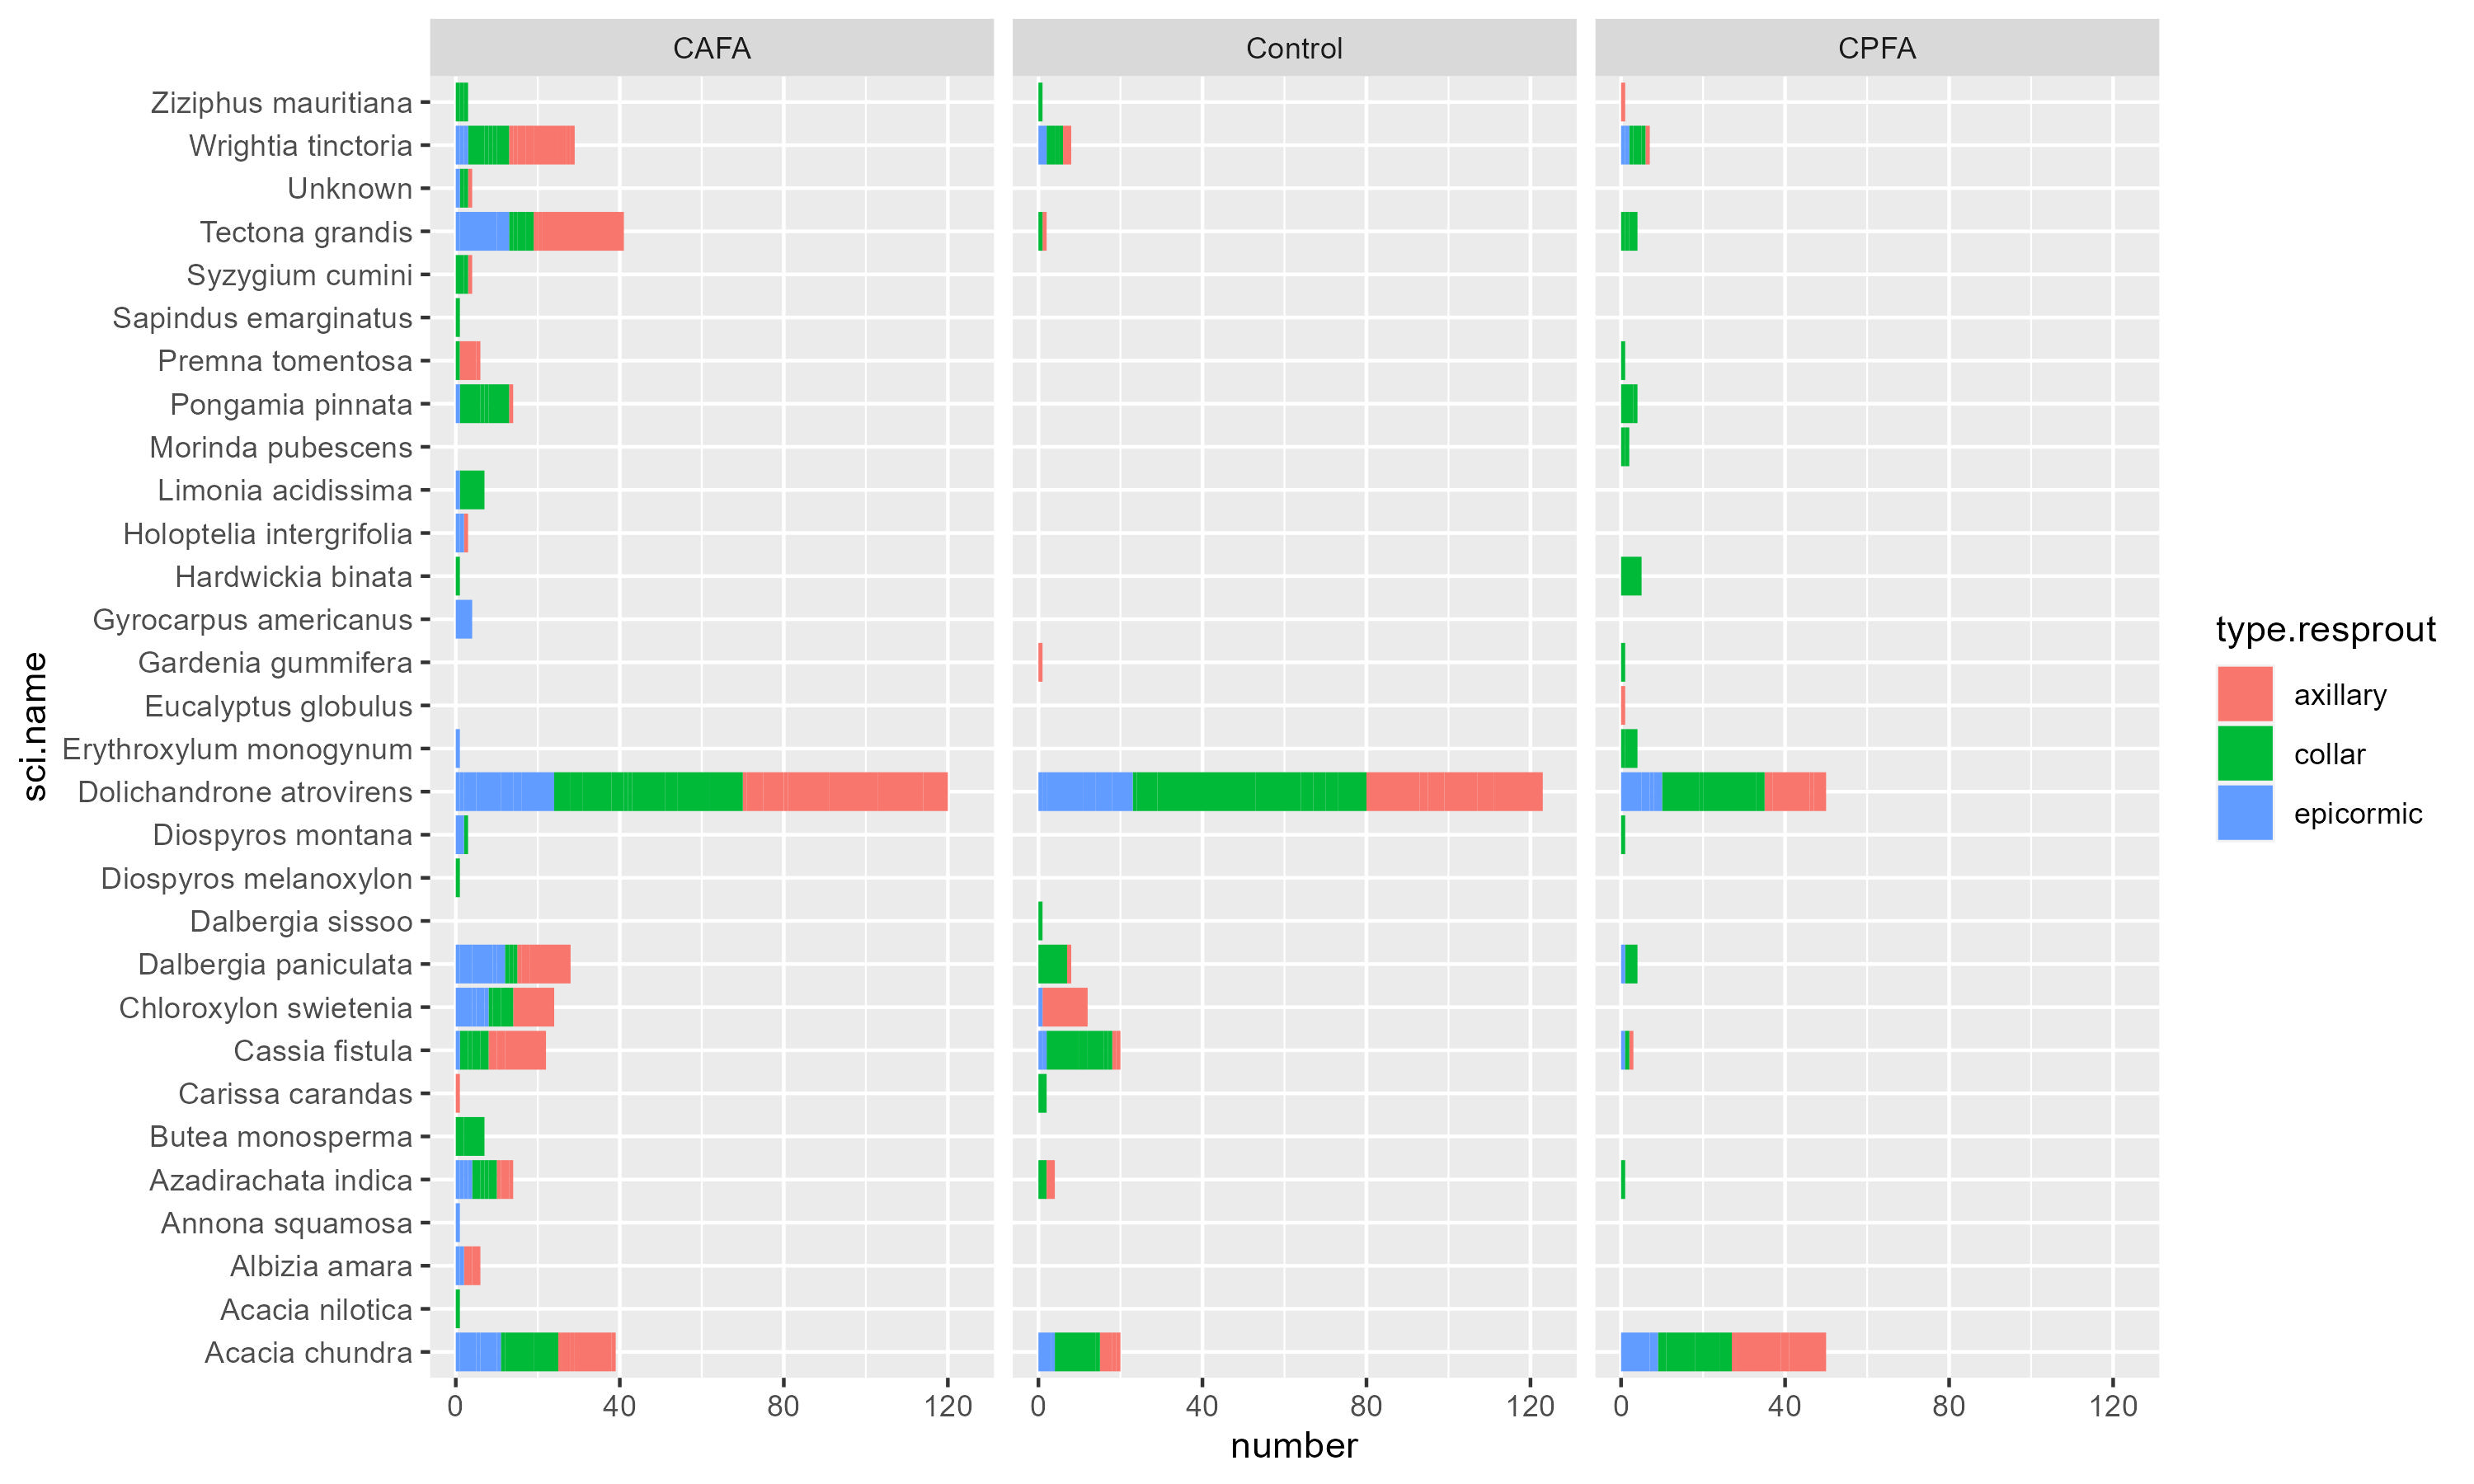 CAFA Control CPFA
Ziziphus mauritiana
Wrightia tinctoria
Unknown
Tectona grandis
Syzygium cumini
Sapindus emarginatus
Premna tomentosa
Pongamia pinnata
Morinda pubescens
Limonia acidissima
Holoptelia intergrifolia
Hardwickia binata
Gyrocarpus americanus
Gardenia gummifera
Eucalyptus globulus
Erythroxylum monogynum
Dolichandrone atrovirens
Diospyros montana
Diospyros melanoxylon
Dalbergia sissoo
Dalbergia paniculata
Chloroxylon swietenia
Cassia fistula
Carissa carandas
Butea monosperma
Azadirachata indica
Annona squamosa
Albizia amara
Acacia nilotica
Acacia chundra
sci.name
0 40 80 120 0 40 80 120 0 40 80 120
number
type.resprout
axillary
collar
epicormic